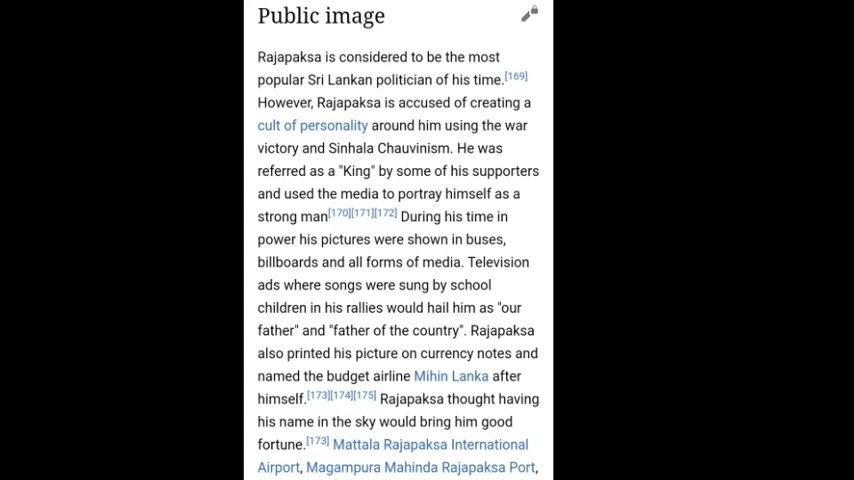 Public image
Rajapaksa is considered to be the most
popular Sri Lankan politician of his time.[169]
However, Rajapaksa is accused of creating a
cult of personality around him using the war
victory and Sinhala Chauvinism. He was
referred as a "King" by some of his supporters
and used the media to portray himself as a
strong man[170][171][172] During his time in
power his pictures were shown in buses,
billboards and all forms of media. Television
ads where songs were sung by school
children in his rallies would hail him as "our
father" and "father of the country". Rajapaksa
also printed his picture on currency notes and
named the budget airline Mihin Lanka after
himself.[173][174][175] Rajapaksa thought having
his name in the sky would bring him good
fortune.[173] Mattala Rajapaksa International
Airport, Magampura Mahinda Rajapaksa Port,